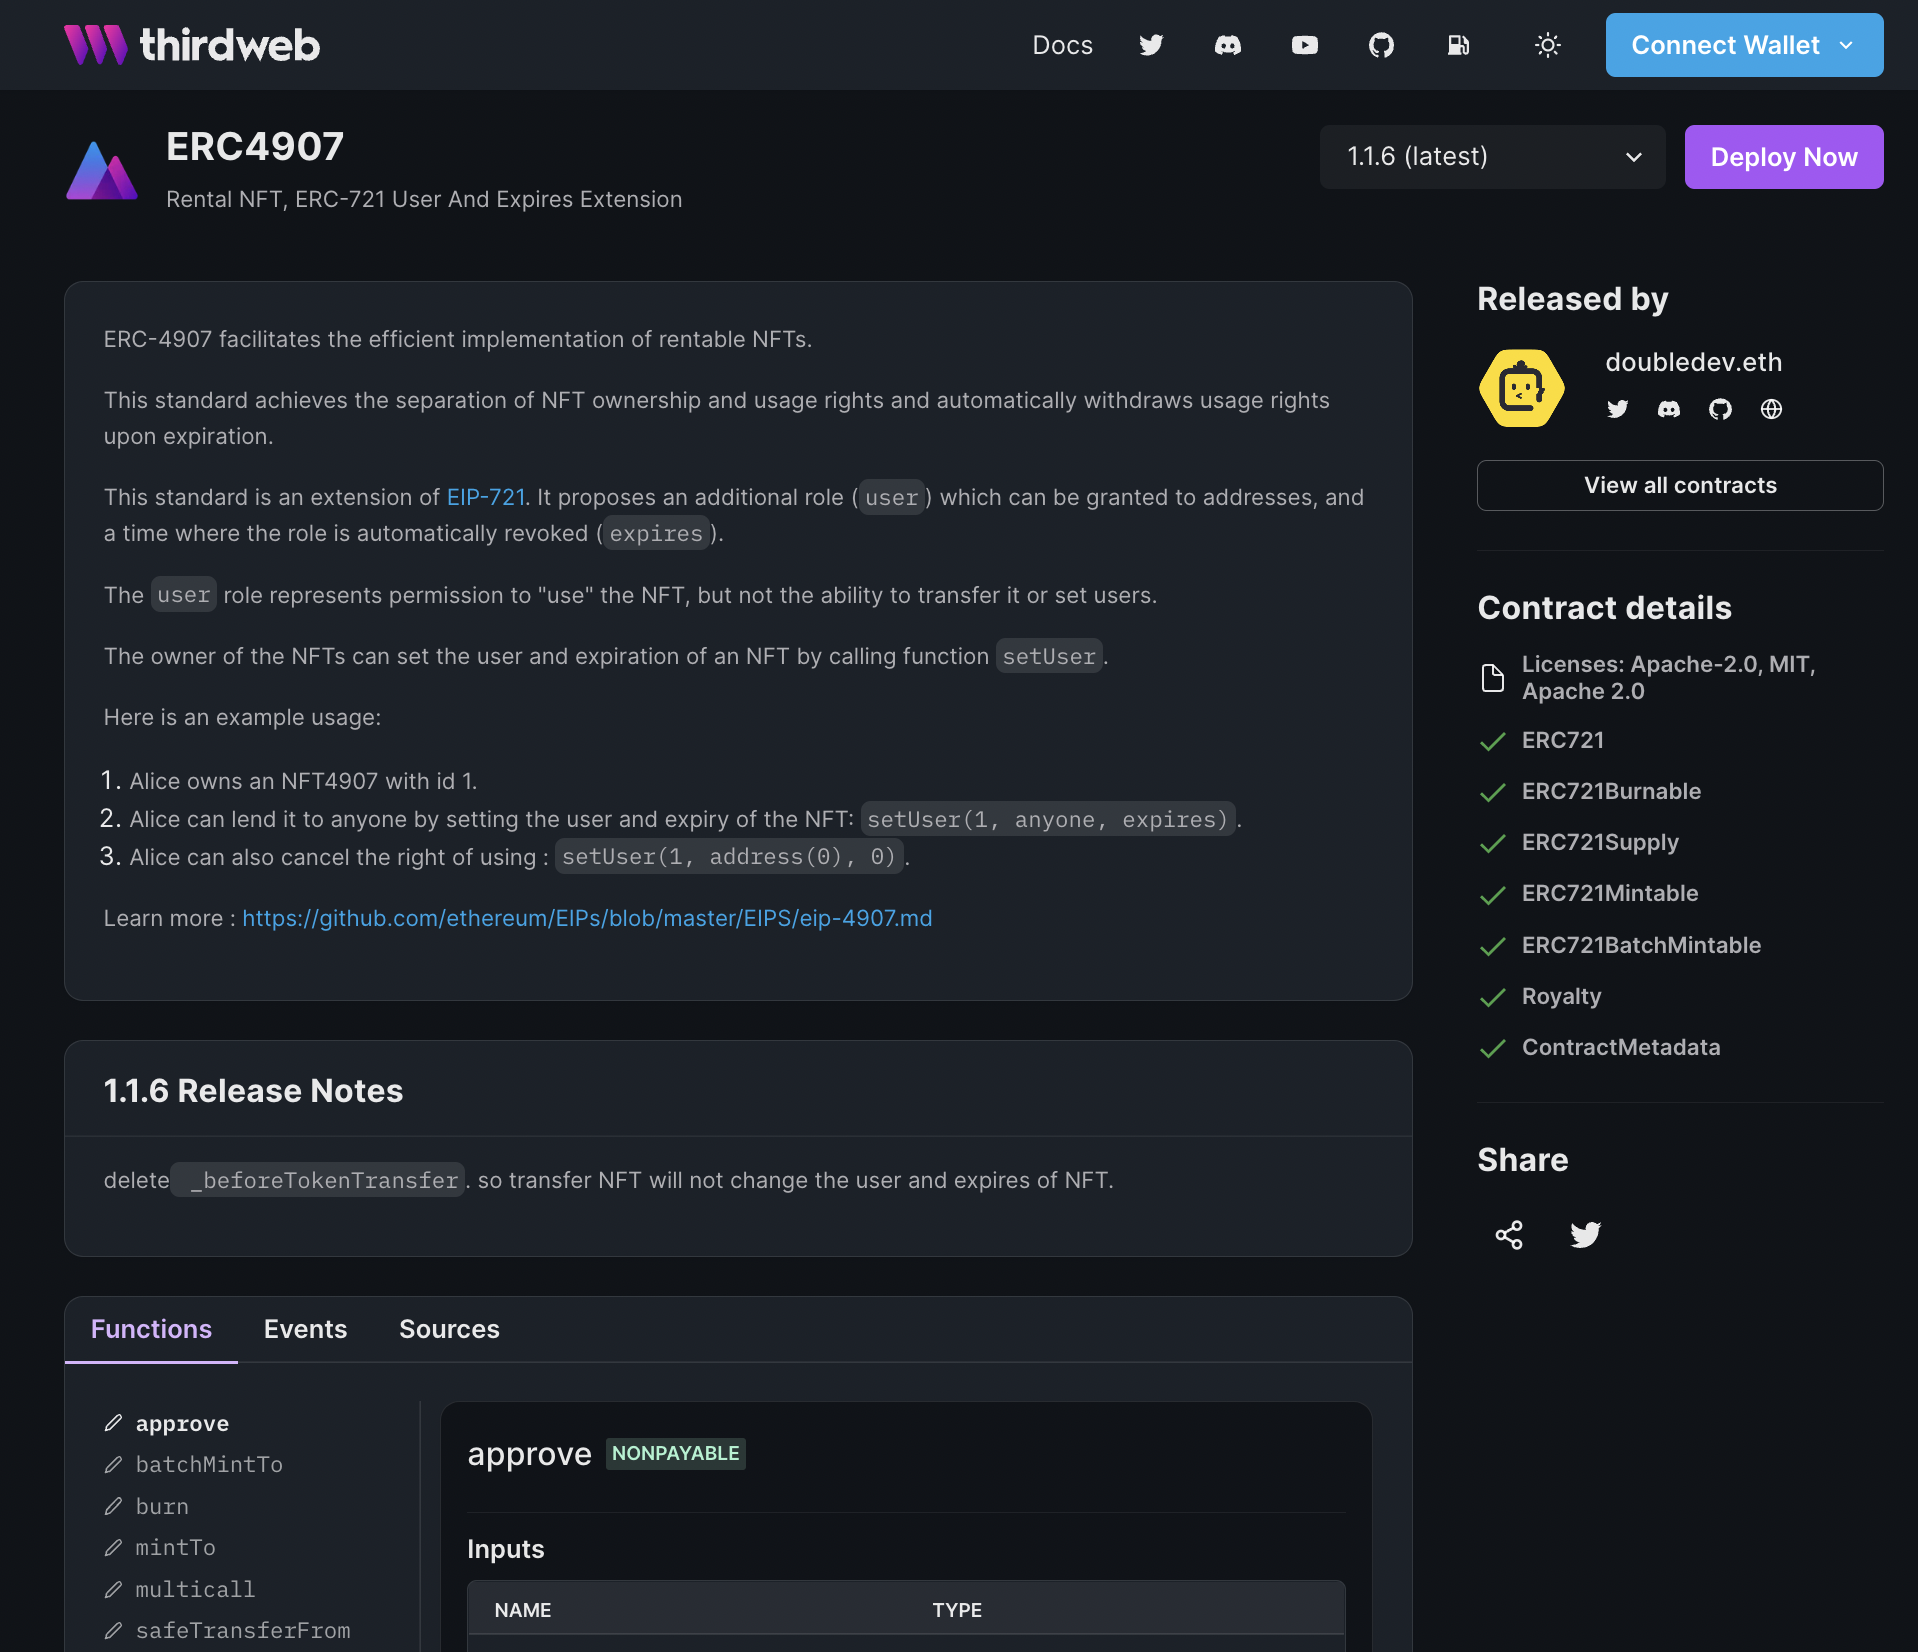 thirdweb
Docs
Connect Wallet
ERC4907
Rental NFT, ERC-721 User And Expires Extension
1.1.6 (latest)
Deploy Now
ERC-4907 facilitates the efficient implementation of rentable NFTs.
This standard achieves the separation of NFT ownership and usage rights and automatically withdraws usage rights
upon expiration.
This standard is an extension of EIP-721. It proposes an additional role (user) which can be granted to addresses, and
a time where the role is automatically revoked (expires).
The user role represents permission to "use" the NFT, but not the ability to transfer it or set users.
The owner of the NFTs can set the user and expiration of an NFT by calling function setUser.
Here is an example usage:
1. Alice owns an NFT4907 with id 1.
2. Alice can lend it to anyone by setting the user and expiry of the NFT: setUser(1, anyone, expires).
3. Alice can also cancel the right of using : setUser(1, address(0), 0).
Learn more : https://github.com/ethereum/EIPs/blob/master/EIPS/eip-4907.md
Released by
doubledev.eth
View all contracts
Contract details
Licenses: Apache-2.0, MIT,
Apache 2.0
ERC721
ERC721Burnable
ERC721Supply
ERC721Mintable
ERC721BatchMintable
Royalty
ContractMetadata
Share
1.1.6 Release Notes
delete _beforeTokenTransfer. so transfer NFT will not change the user and expires of NFT.
Functions
Events
Sources
approve
batchMintTo
burn
mintTo
multicall
safeTransferFrom
approve NONPAYABLE
Inputs
NAME TYPE